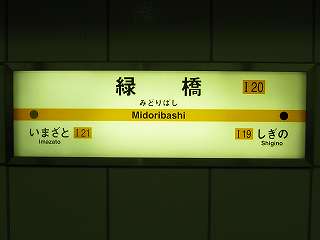 緑橋 I20
みどりばし
Midoribashi
いまざと I21
Imazato
I19 しぎの
Shigino